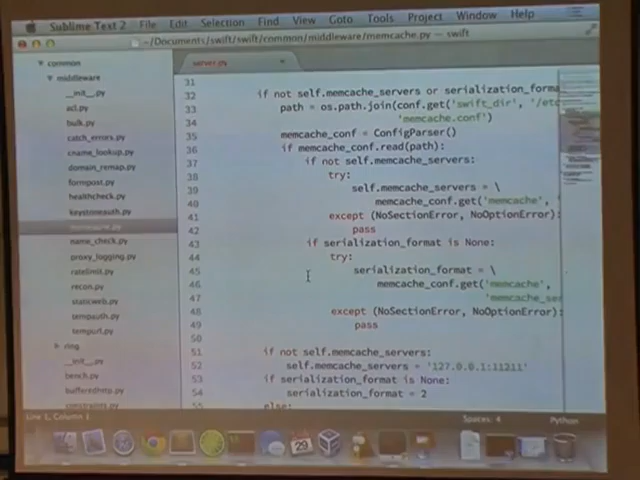 Sublime Text 2 File Edit Selection Find View Goto Tools Project Window Help
~/Documents/swift/swift/common/middleware/memcache.py — swift
server.py
common
middleware
__init__.py
acl.py
bulk.py
catch_errors.py
cname_lookup.py
domain_remap.py
formpost.py
healthcheck.py
keystoneauth.py
memcache.py
name_check.py
proxy_logging.py
ratelimit.py
recon.py
staticweb.py
tempauth.py
tempurl.py
ring
__init__.py
bench.py
bufferedhttp.py
constraints.py
31
32 if not self.memcache_servers or serialization_forma
33 path = os.path.join(conf.get('swift_dir', '/etc
34 'memcache.conf')
35 memcache_conf = ConfigParser()
36 if memcache_conf.read(path):
37 if not self.memcache_servers:
38 try:
39 self.memcache_servers = \
40 memcache_conf.get('memcache',
41 except (NoSectionError, NoOptionError):
42 pass
43 if serialization_format is None:
44 try:
45 serialization_format = \
46 memcache_conf.get('memcache',
47 'memcache_ser
48 except (NoSectionError, NoOptionError):
49 pass
50
51 if not self.memcache_servers:
52 self.memcache_servers = '127.0.0.1:11211'
53 if serialization_format is None:
54 serialization_format = 2
55 else:
Line 1, Column 1
Spaces: 4
Python
29